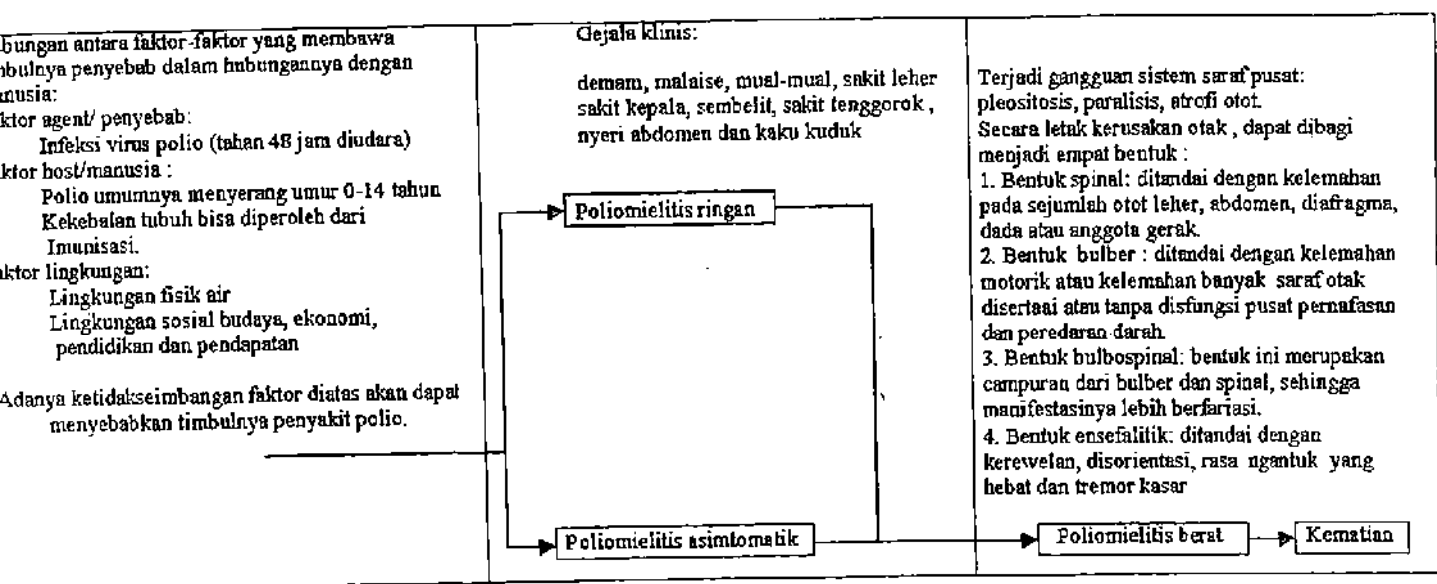 bungan antara faktor-faktor yang membawa
mbulnya penyebab dalam hubungannya dengan
anusia:
ktor agent/ penyebab:
Infeksi virus polio (tahan 48 jam diudara)
ktor host/manusia :
Polio umumnya menyerang umur 0-14 tahun
Kekebalan tubuh bisa diperoleh dari
Imunisasi.
aktor lingkungan:
Lingkungan fisik air
Lingkungan sosial budaya, ekonomi,
pendidikan dan pendapatan
Adanya ketidakseimbangan faktor diatas akan dapat
menyebabkan timbulnya penyakit polio.
Gejala klinis:
demam, malaise, mual-mual, sakit leher
sakit kepala, sembelit, sakit tenggorok ,
nyeri abdomen dan kaku kuduk
Poliomielitis ringan
Poliomielitis asimtomatik
Terjadi gangguan sistem saraf pusat:
pleositosis, paralisis, atrofi otot.
Secara letak kerusakan otak , dapat dibagi
menjadi empat bentuk :
1. Bentuk spinal: ditandai dengan kelemahan
pada sejumlah otot leher, abdomen, diafragma,
dada atau anggota gerak.
2. Bentuk bulber : ditandai dengan kelemahan
motorik atau kelemahan banyak saraf otak
disertaai atau tanpa disfungsi pusat pernafasan
dan peredaran darah.
3. Bentuk bulbospinal: bentuk ini merupakan
campuran dari bulber dan spinal, sehingga
manifestasinya lebih berfariasi.
4. Bentuk ensefalitik: ditandai dengan
kerewelan, disorientasi, rasa ngantuk yang
hebat dan tremor kasar
Poliomielitis berat
Kematian